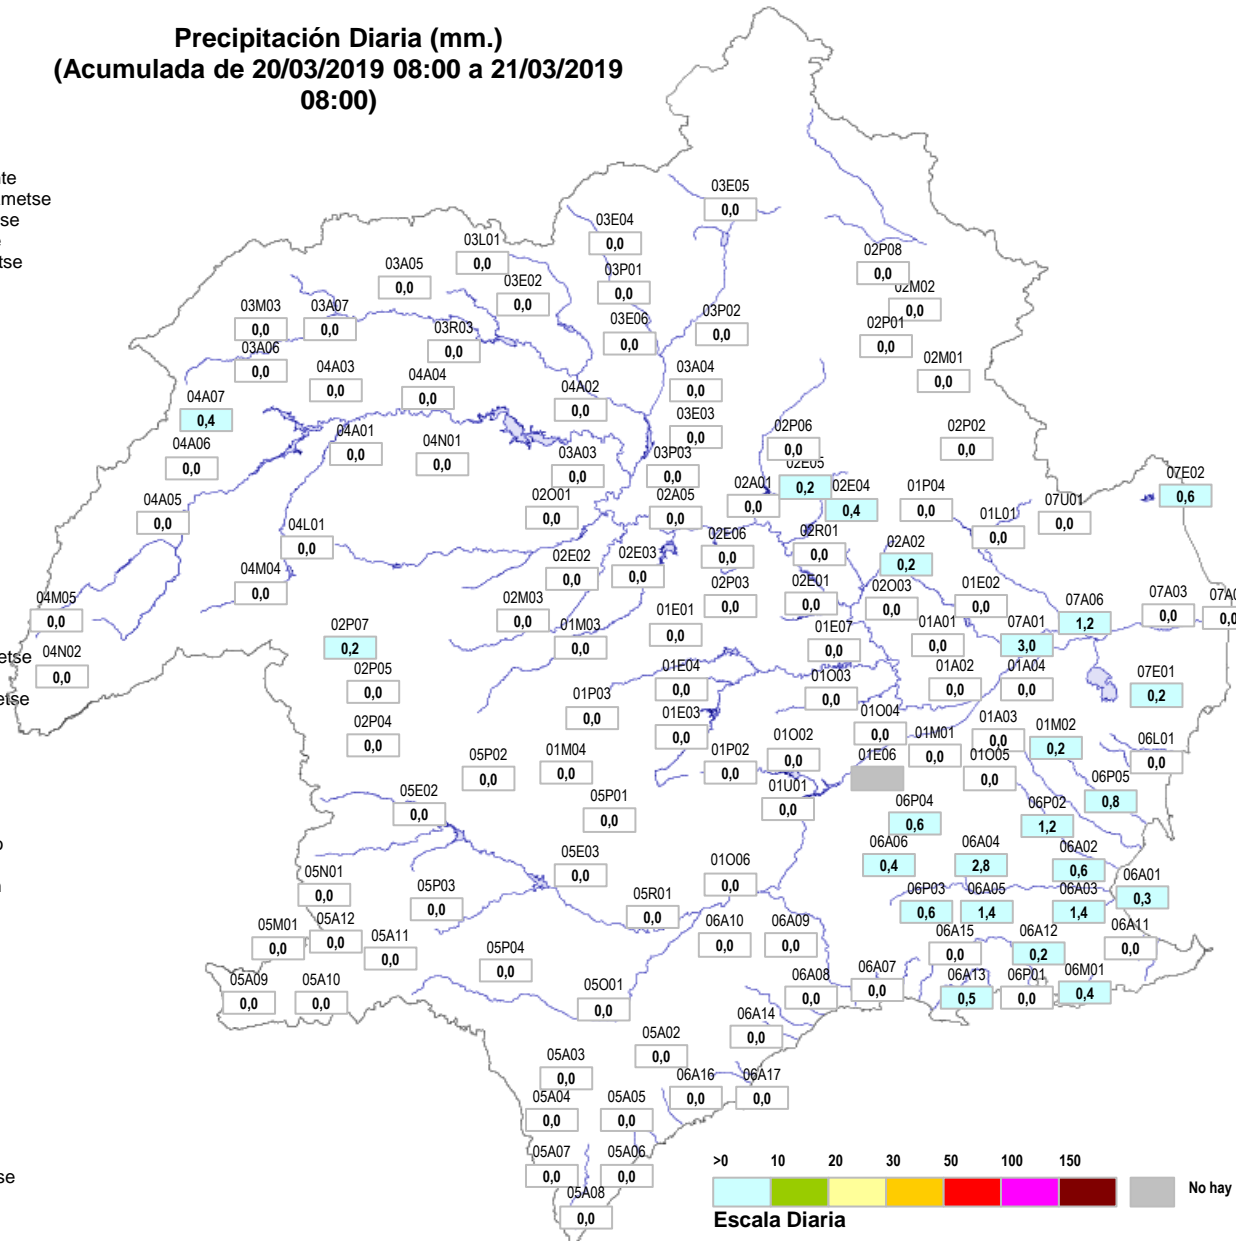 Precipitación Diaria (mm.)
(Acumulada de 20/03/2019 08:00 a 21/03/2019
08:00)
te
metse
se
e
tse
03E05
0,0
03E04
0,0
03L01
0,0
02P08
0,0
03A05
0,0
03P01
0,0
03E02
0,0
02M02
0,0
03M03
0,0
03A07
0,0
03P02
0,0
03E06
0,0
03R03
0,0
02P01
0,0
03A06
0,0
02M01
0,0
04A03
0,0
04A04
0,0
03A04
0,0
04A02
0,0
04A07
0,4
03E03
0,0
02P06
0,0
02P02
0,0
04A01
0,0
04N01
0,0
04A06
0,0
03A03
0,0
03P03
0,0
02E05
0,2
02E04
0,4
02A01
0,0
01P04
0,0
07E02
0,6
04A05
0,0
02O01
0,0
02A05
0,0
01L01
0,0
07U01
0,0
04L01
0,0
02E06
0,0
02R01
0,0
02A02
0,2
02E02
0,0
02E03
0,0
04M04
0,0
02P03
0,0
02E01
0,0
02O03
0,0
01E02
0,0
04M05
0,0
02M03
0,0
01E01
0,0
07A06
1,2
07A03
0,0
07A0
0,0
02P07
0,2
01M03
0,0
01E07
0,0
01A01
0,0
07A01
3,0
etse
04N02
0,0
02P05
0,0
01E04
0,0
01O03
0,0
01A02
0,0
01A04
0,0
07E01
0,2
etse
01P03
0,0
02P04
0,0
01E03
0,0
01O04
0,0
01A03
0,0
01M02
0,2
01M01
0,0
06L01
0,0
05P02
0,0
01M04
0,0
01P02
0,0
01O02
0,0
01E06
01O05
0,0
05E02
0,0
05P01
0,0
01U01
0,0
06P05
0,8
06P04
0,6
06P02
1,2
05E03
0,0
01O06
0,0
06A06
0,4
06A04
2,8
06A02
0,6
05N01
0,0
05P03
0,0
05R01
0,0
06P03
0,6
06A05
1,4
06A03
1,4
06A01
0,3
05M01
0,0
05A12
0,0
05A11
0,0
06A10
0,0
06A09
0,0
06A15
0,0
06A12
0,2
06A11
0,0
05P04
0,0
05A09
0,0
05A10
0,0
05O01
0,0
06A08
0,0
06A07
0,0
06A13
0,5
06P01
0,0
06M01
0,4
06A14
0,0
05A02
0,0
05A03
0,0
06A16
0,0
06A17
0,0
05A04
0,0
05A05
0,0
05A07
0,0
05A06
0,0
se
05A08
0,0
>0 10 20 30 50 100 150
No hay
Escala Diaria